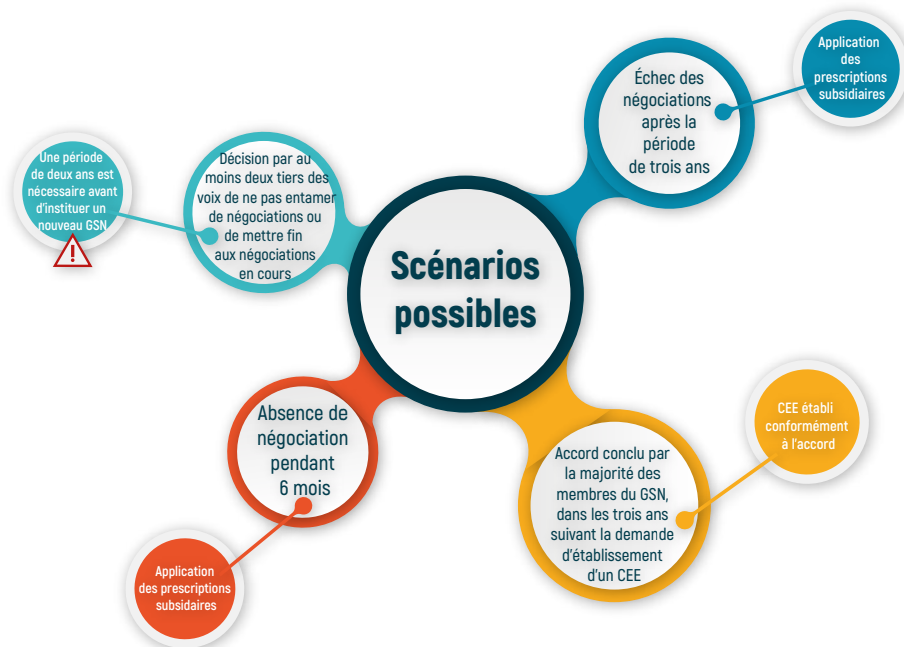 Scénarios
possibles
Échec des
négociations
après la
période
de trois ans
Application
des
prescriptions
subsidiaires
Décision par au
moins deux tiers des
voix de ne pas entamer
de négociations ou
de mettre fin
aux négociations
en cours
Une période
de deux ans est
nécessaire avant
d'instituer un
nouveau GSN
!
Absence de
négociation
pendant
6 mois
Application
des prescriptions
subsidaires
Accord conclu par
la majorité des
membres du GSN,
dans les trois ans
suivant la demande
d'établissement
d'un CEE
CEE établi
conformément
à l'accord